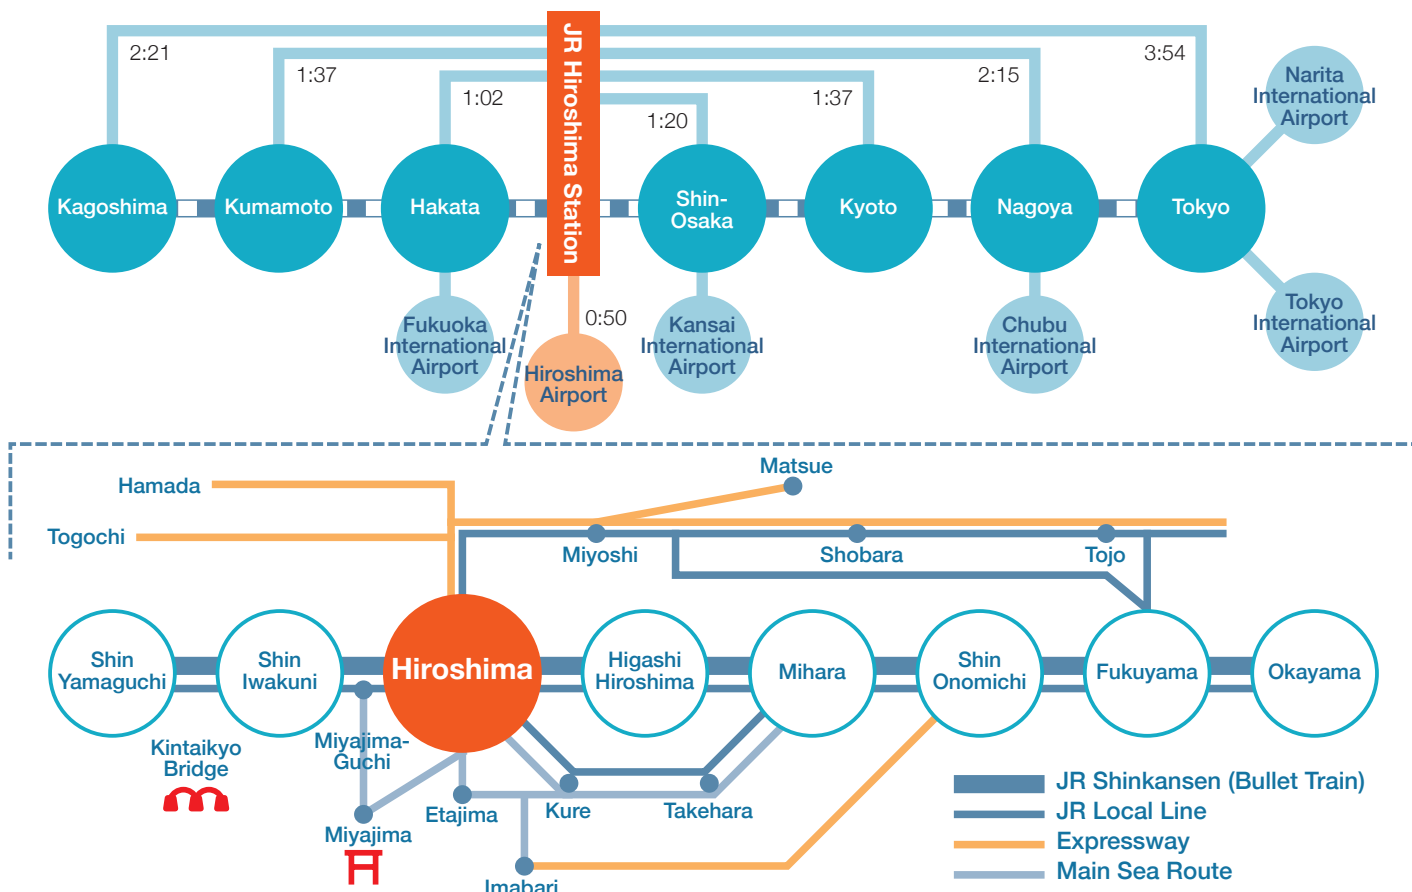 JR Hiroshima Station
2:21
1:37
1:02
1:20
1:37
2:15
3:54
Narita
International
Airport
Kagoshima
Kumamoto
Hakata
Shin-
Osaka
Kyoto
Nagoya
Tokyo
Fukuoka
International
Airport
0:50
Hiroshima
Airport
Kansai
International
Airport
Chubu
International
Airport
Tokyo
International
Airport
Hamada
Togochi
Matsue
Miyoshi
Shobara
Tojo
Shin
Yamaguchi
Shin
Iwakuni
Hiroshima
Higashi
Hiroshima
Mihara
Shin
Onomichi
Fukuyama
Okayama
Kintaikyo
Bridge
Miyajima-
Guchi
Miyajima
Etajima
Kure
Takehara
Imabari
JR Shinkansen (Bullet Train)
JR Local Line
Expressway
Main Sea Route